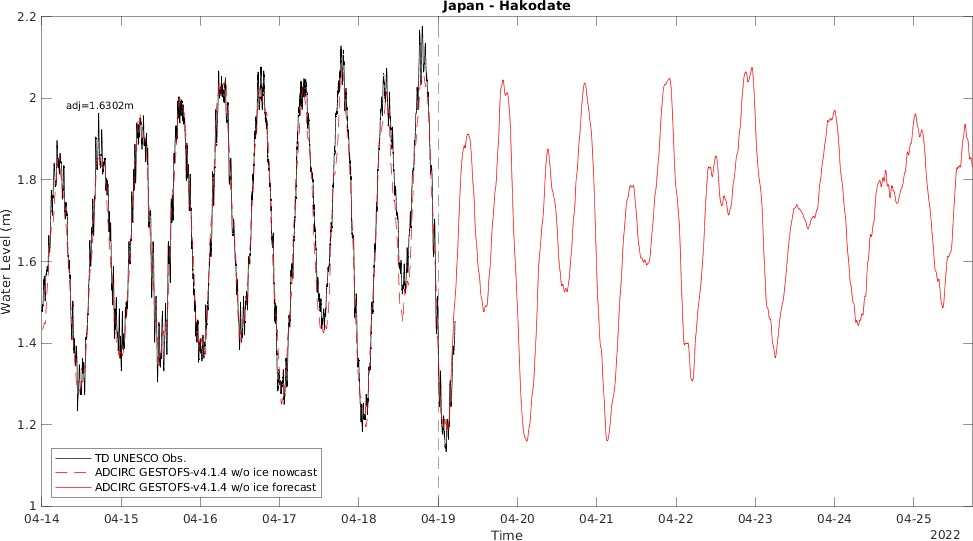 Japan - Hakodate
2.2
2
1.8
1.6
1.4
1.2
1
Water Level (m)
adj=1.6302m
TD UNESCO Obs.
ADCIRC GESTOFS-v4.1.4 w/o ice nowcast
ADCIRC GESTOFS-v4.1.4 w/o ice forecast
04-14 04-15 04-16 04-17 04-18 04-19 04-20 04-21 04-22 04-23 04-24 04-25
Time
2022